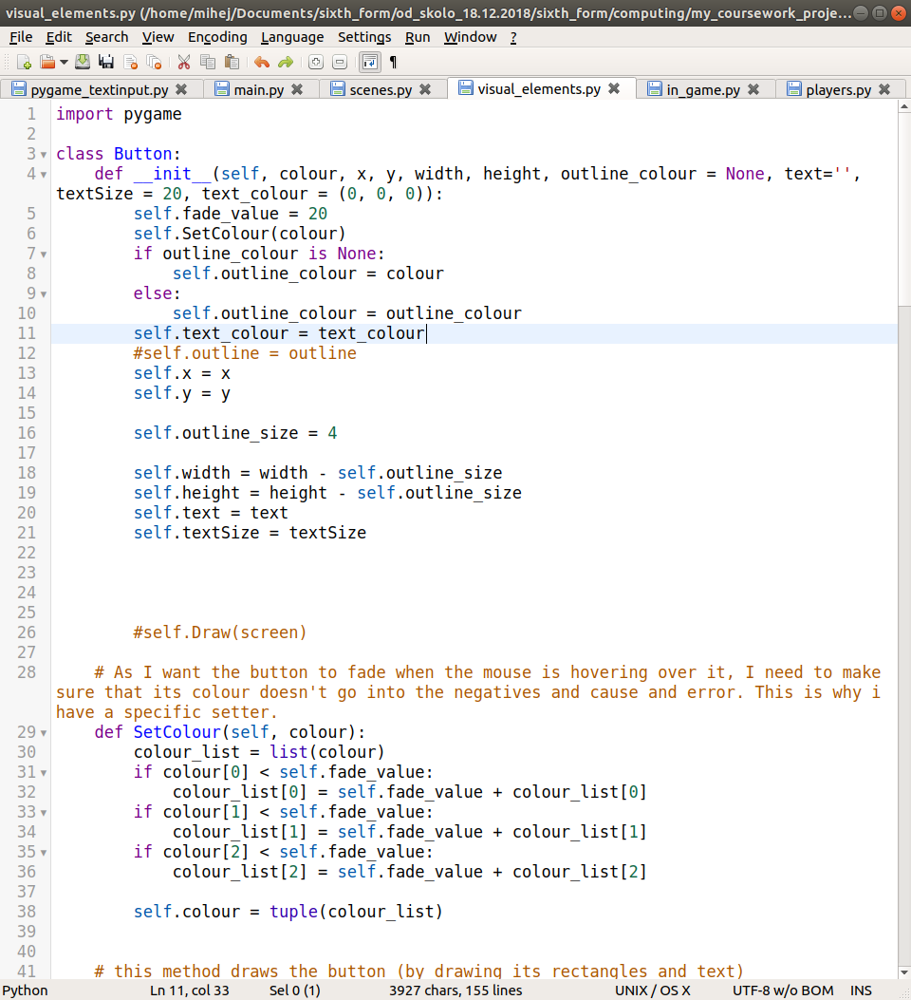 visual_elements.py (/home/mihej/Documents/sixth_form/od_skolo_18.12.2018/sixth_form/computing/my_coursework_proje...
File Edit Search View Encoding Language Settings Run Window ?
pygame_textinput.py main.py scenes.py visual_elements.py in_game.py players.py
1 import pygame
2
3 class Button:
4     def __init__(self, colour, x, y, width, height, outline_colour = None, text='',
textSize = 20, text_colour = (0, 0, 0)):
5         self.fade_value = 20
6         self.SetColour(colour)
7         if outline_colour is None:
8             self.outline_colour = colour
9         else:
10             self.outline_colour = outline_colour
11         self.text_colour = text_colour
12         #self.outline = outline
13         self.x = x
14         self.y = y
15
16         self.outline_size = 4
17
18         self.width = width - self.outline_size
19         self.height = height - self.outline_size
20         self.text = text
21         self.textSize = textSize
22
23
24
25
26         #self.Draw(screen)
27
28     # As I want the button to fade when the mouse is hovering over it, I need to make
sure that its colour doesn't go into the negatives and cause and error. This is why i
have a specific setter.
29     def SetColour(self, colour):
30         colour_list = list(colour)
31         if colour[0] < self.fade_value:
32             colour_list[0] = self.fade_value + colour_list[0]
33         if colour[1] < self.fade_value:
34             colour_list[1] = self.fade_value + colour_list[1]
35         if colour[2] < self.fade_value:
36             colour_list[2] = self.fade_value + colour_list[2]
37
38         self.colour = tuple(colour_list)
39
40
41     # this method draws the button (by drawing its rectangles and text)
Python Ln 11, col 33 Sel 0 (1) 3927 chars, 155 lines UNIX / OS X UTF-8 w/o BOM INS